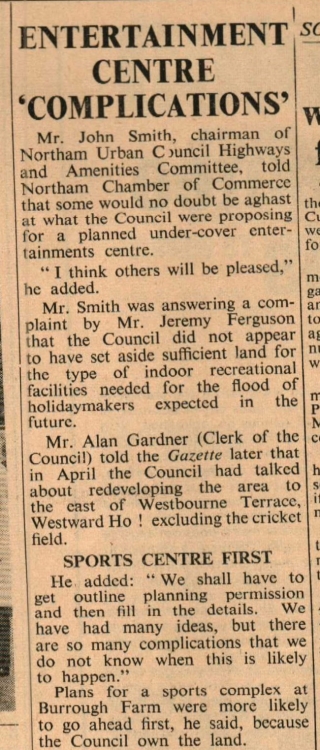 ENTERTAINMENT
CENTRE
‘COMPLICATIONS’
Mr. John Smith, chairman of
Northam Urban Council Highways
and Amenities Committee, told
Northam Chamber of Commerce
that some would no doubt be aghast
at what the Council were proposing
for a planned under-cover enter-
tainments centre.
“ I think others will be pleased,”
he added.
Mr. Smith was answering a com-
plaint by Mr. Jeremy Ferguson
that the Council did not appear
to have set aside sufficient land for
the type of indoor recreational
facilities needed for the flood of
holidaymakers expected in the
future.
Mr. Alan Gardner (Clerk of the
Council) told the Gazette later that
in April the Council had talked
about redeveloping the area to
the east of Westbourne Terrace,
Westward Ho ! excluding the cricket
field.
SPORTS CENTRE FIRST
He added: “ We shall have to
get outline planning permission
and then fill in the details. We
have had many ideas, but there
are so many complications that we
do not know when this is likely
to happen.”
Plans for a sports complex at
Burrough Farm were more likely
to go ahead first, he said, because
the Council own the land.